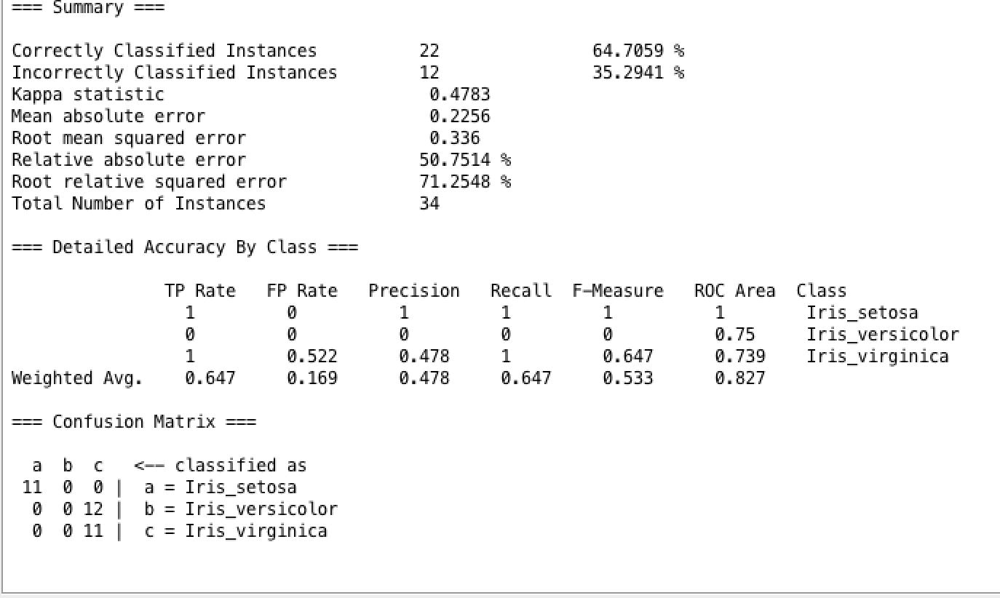 === Summary ===
Correctly Classified Instances 22 64.7059 %
Incorrectly Classified Instances 12 35.2941 %
Kappa statistic 0.4783
Mean absolute error 0.2256
Root mean squared error 0.336
Relative absolute error 50.7514 %
Root relative squared error 71.2548 %
Total Number of Instances 34
=== Detailed Accuracy By Class ===
TP Rate FP Rate Precision Recall F-Measure ROC Area Class
1 0 1 1 1 1 Iris_setosa
0 0 0 0 0 0.75 Iris_versicolor
1 0.522 0.478 1 0.647 0.739 Iris_virginica
Weighted Avg. 0.647 0.169 0.478 0.647 0.533 0.827
=== Confusion Matrix ===
a b c <-- classified as
11 0 0 | a = Iris_setosa
0 0 12 | b = Iris_versicolor
0 0 11 | c = Iris_virginica